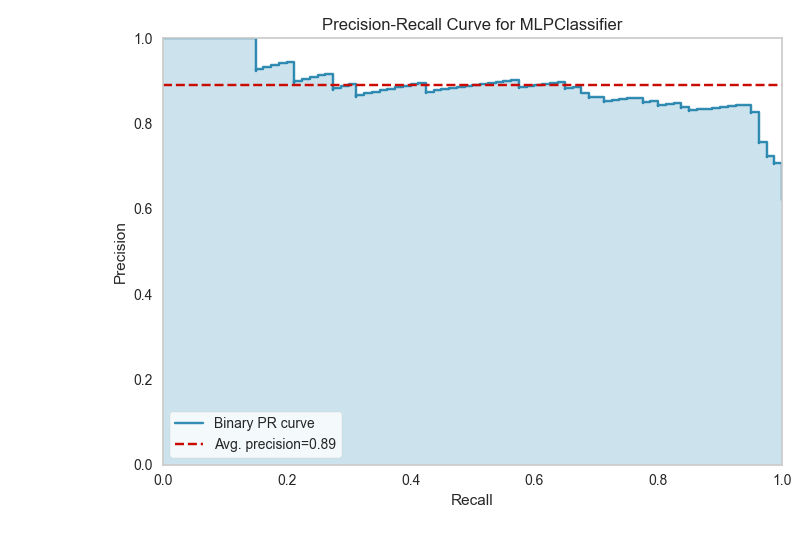 Precision-Recall Curve for MLPClassifier
1.0
0.8
0.6
0.4
0.2
0.0
Precision
Binary PR curve
Avg. precision=0.89
0.0 0.2 0.4 0.6 0.8 1.0
Recall